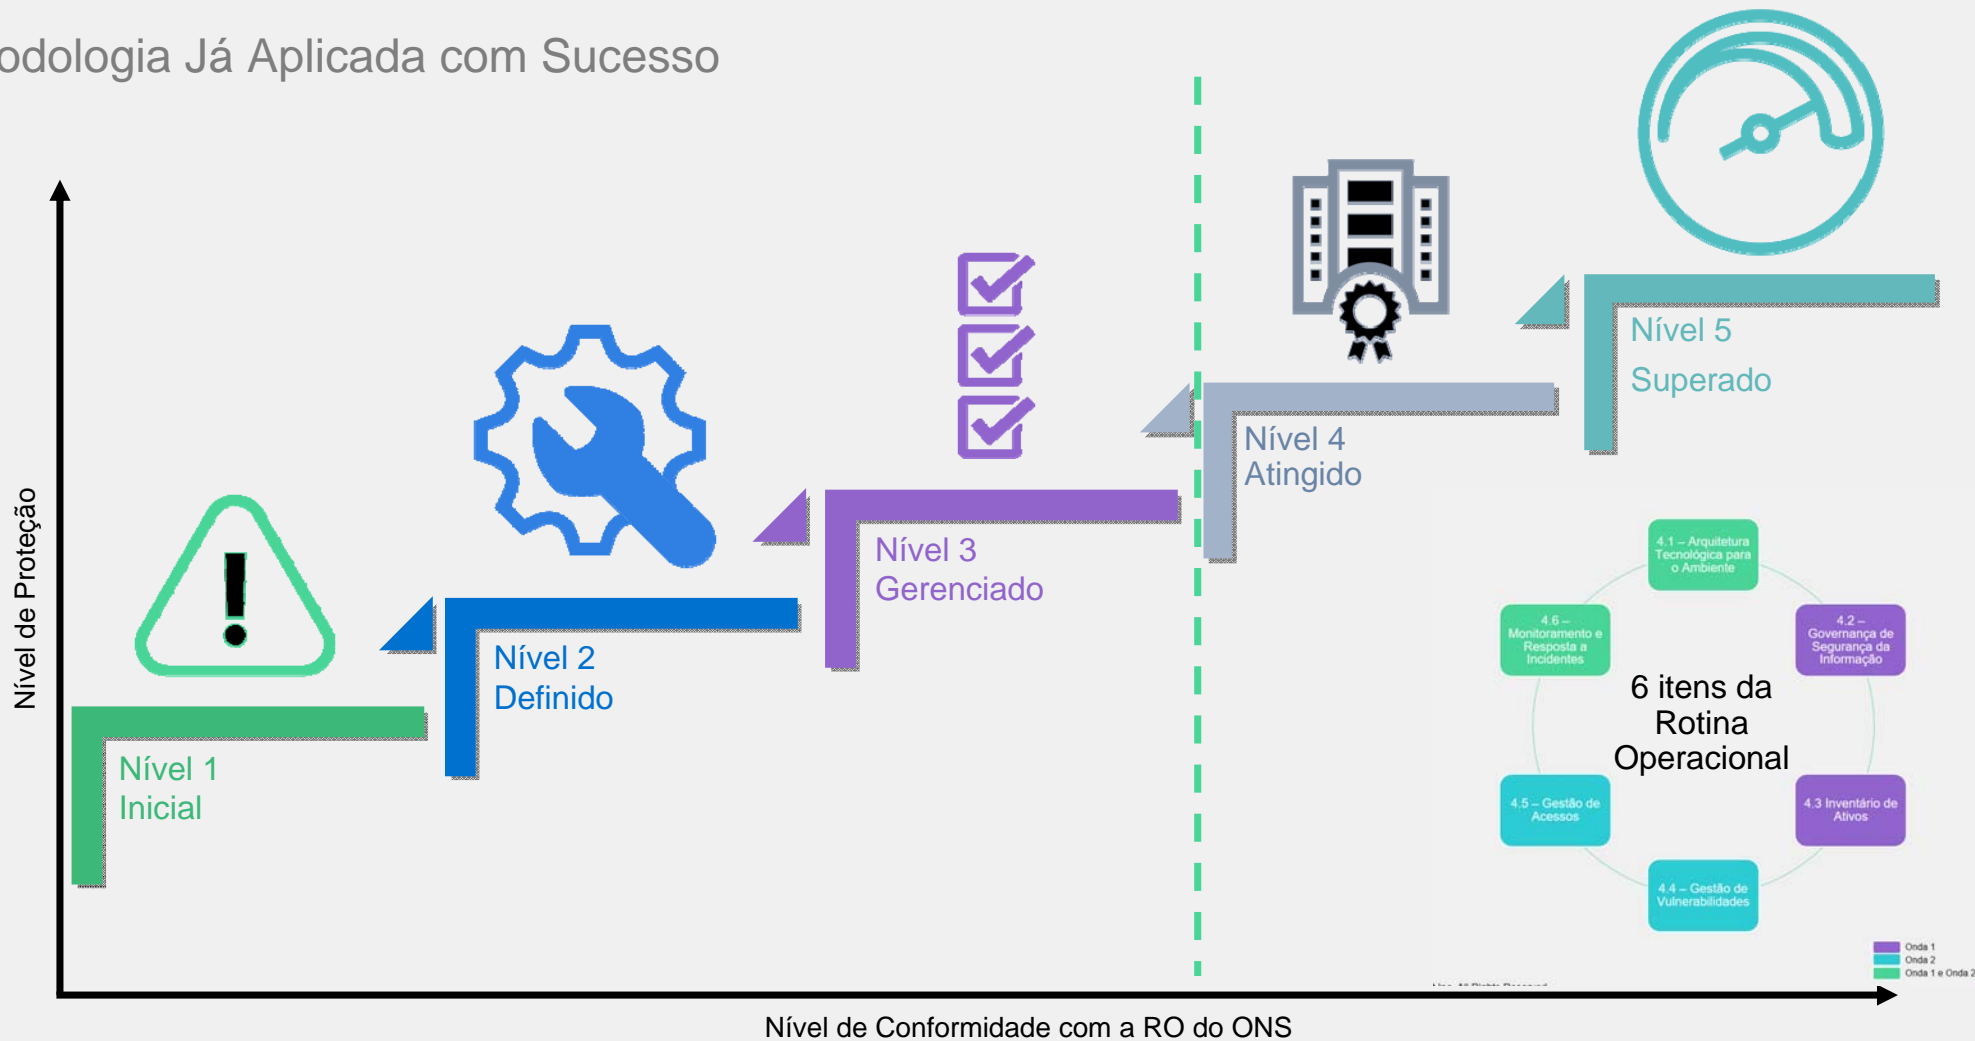 odologia Já Aplicada com Sucesso
Nível de Proteção
Nível 1
Inicial
Nível 2
Definido
Nível 3
Gerenciado
Nível 4
Atingido
Nível 5
Superado
4.1 – Arquitetura
Tecnológica para
o Ambiente
4.2 –
Governança de
Segurança da
Informação
4.3 Inventário de
Ativos
4.4 – Gestão de
Vulnerabilidades
4.5 – Gestão de
Acessos
4.6 –
Monitoramento e
Resposta a
Incidentes
6 itens da
Rotina
Operacional
Onda 1
Onda 2
Onda 1 e Onda 2
Nível de Conformidade com a RO do ONS